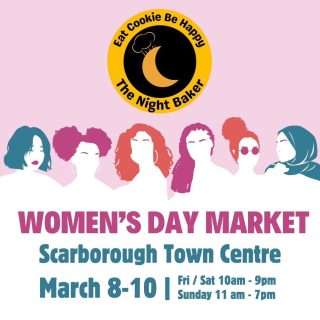 Eat Cookie Be Happy
The Night Baker
WOMEN'S DAY MARKET
Scarborough Town Centre
March 8-10 |
Fri / Sat 10am - 9pm
Sunday 11 am - 7pm